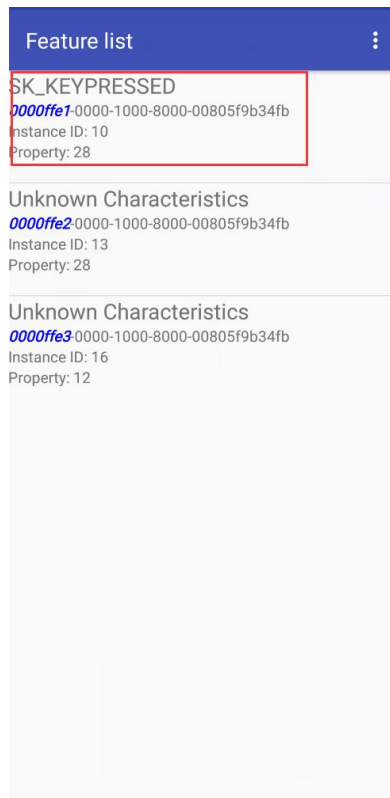 Feature list
SK_KEYPRESSED
0000ffe1-0000-1000-8000-00805f9b34fb
Instance ID: 10
Property: 28
Unknown Characteristics
0000ffe2-0000-1000-8000-00805f9b34fb
Instance ID: 13
Property: 28
Unknown Characteristics
0000ffe3-0000-1000-8000-00805f9b34fb
Instance ID: 16
Property: 12